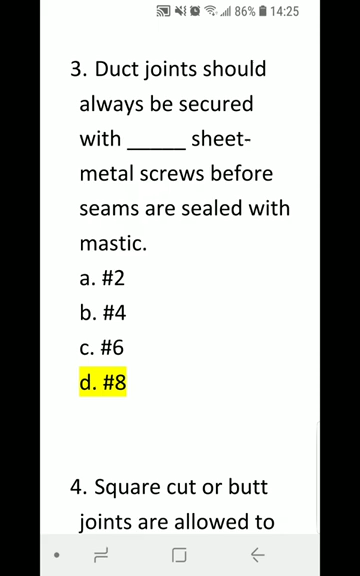 86% 14:25
3. Duct joints should
always be secured
with _____ sheet-
metal screws before
seams are sealed with
mastic.
a. #2
b. #4
c. #6
d. #8
4. Square cut or butt
joints are allowed to